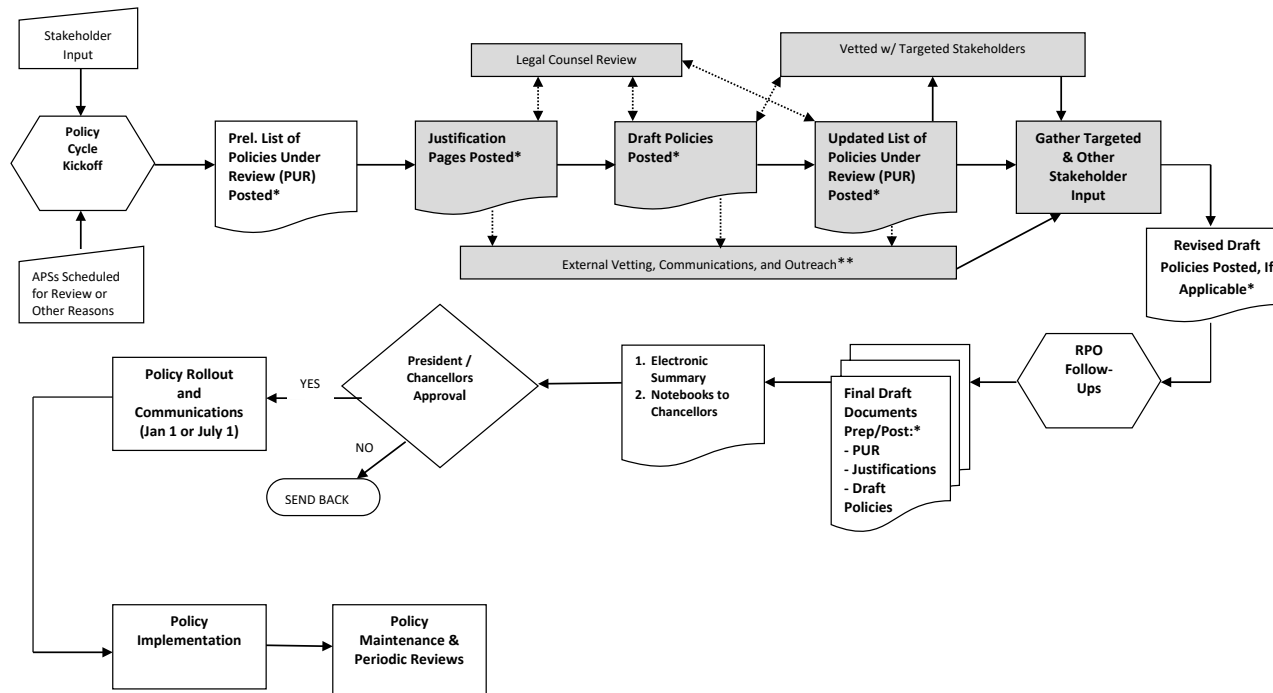 Stakeholder
Input
Legal Counsel Review
Vetted w/ Targeted Stakeholders
Policy
Cycle
Kickoff
Prel. List of
Policies Under
Review (PUR)
Posted*
Justification
Pages Posted*
Draft Policies
Posted*
Updated List of
Policies Under
Review (PUR)
Posted*
Gather Targeted
& Other
Stakeholder
Input
APSs Scheduled
for Review or
Other Reasons
External Vetting, Communications, and Outreach**
Revised Draft
Policies Posted, If
Applicable*
Policy Rollout
and
Communications
(Jan 1 or July 1)
YES
President /
Chancellors
Approval
NO
SEND BACK
1. Electronic
Summary
2. Notebooks to
Chancellors
Final Draft
Documents
Prep/Post:*
- PUR
- Justifications
- Draft
Policies
RPO
Follow-
Ups
Policy
Implementation
Policy
Maintenance &
Periodic Reviews